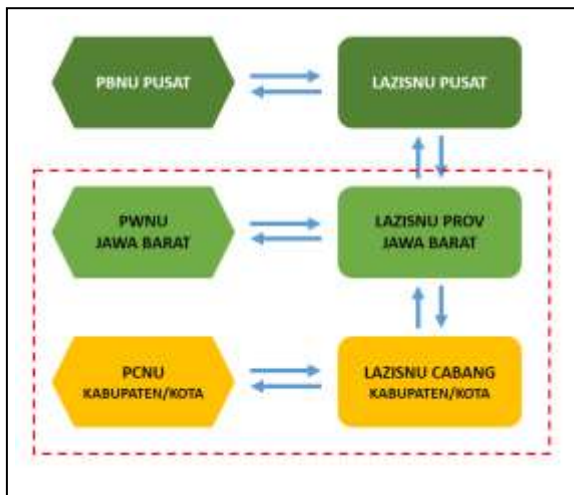 PBNU PUSAT
LAZISNU PUSAT
PWNU
JAWA BARAT
LAZISNU PROV
JAWA BARAT
PCNU
KABUPATEN/KOTA
LAZISNU CABANG
KABUPATEN/KOTA